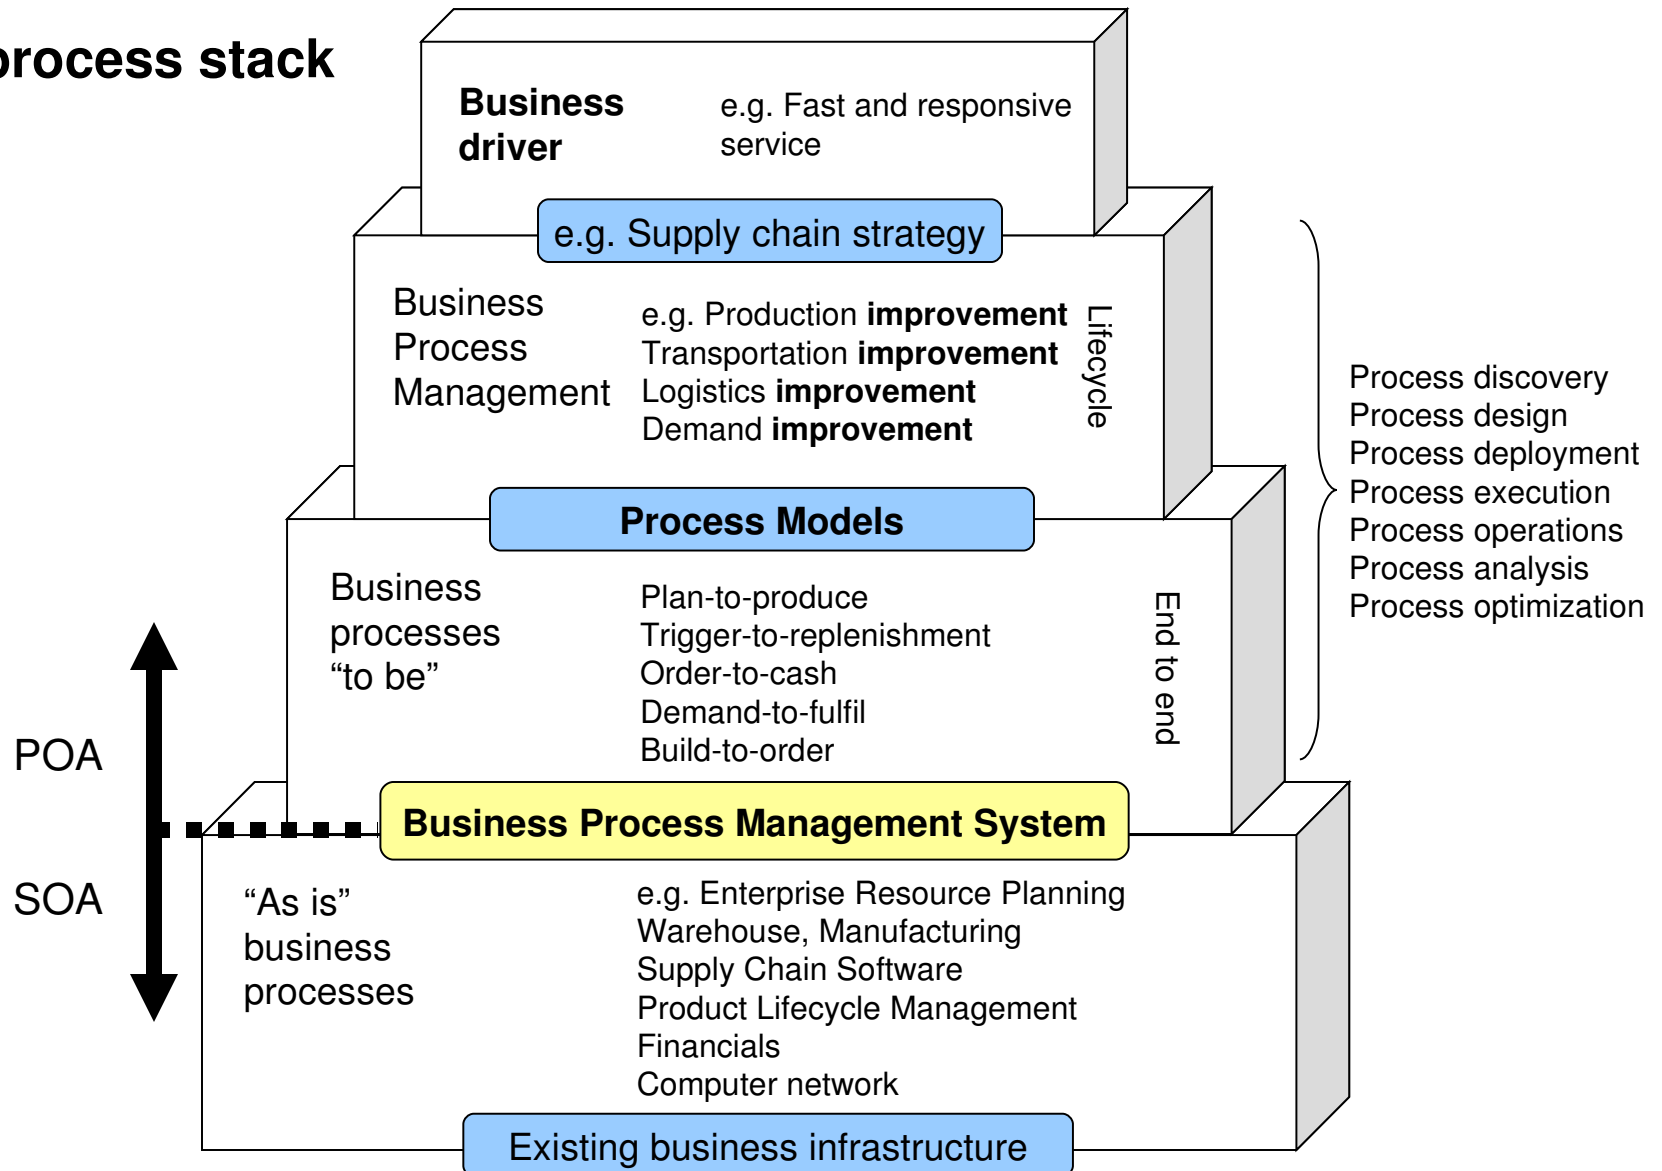 process stack
Business
driver
e.g. Fast and responsive
service
e.g. Supply chain strategy
Business
Process
Management
e.g. Production improvement
Transportation improvement
Logistics improvement
Demand improvement
Lifecycle
Process Models
Business
processes
“to be”
Plan-to-produce
Trigger-to-replenishment
Order-to-cash
Demand-to-fulfil
Build-to-order
End to end
Process discovery
Process design
Process deployment
Process execution
Process operations
Process analysis
Process optimization
POA
SOA
Business Process Management System
“As is”
business
processes
e.g. Enterprise Resource Planning
Warehouse, Manufacturing
Supply Chain Software
Product Lifecycle Management
Financials
Computer network
Existing business infrastructure